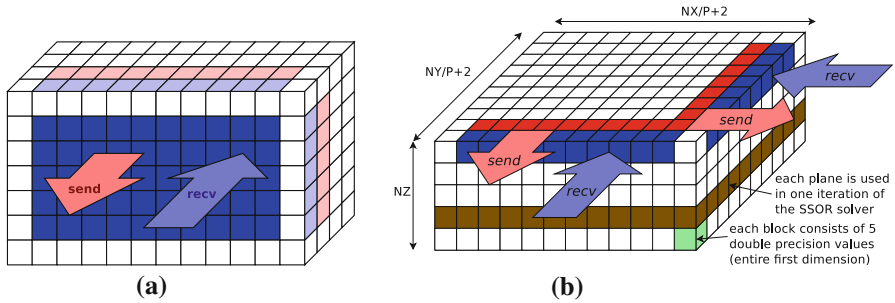 send
recv
(a)
NX/P+2
NY/P+2
NZ
recv
send
send
recv
each plane is used
in one iteration of
the SSOR solver
each block consists of 5
double precision values
(entire first dimension)
(b)